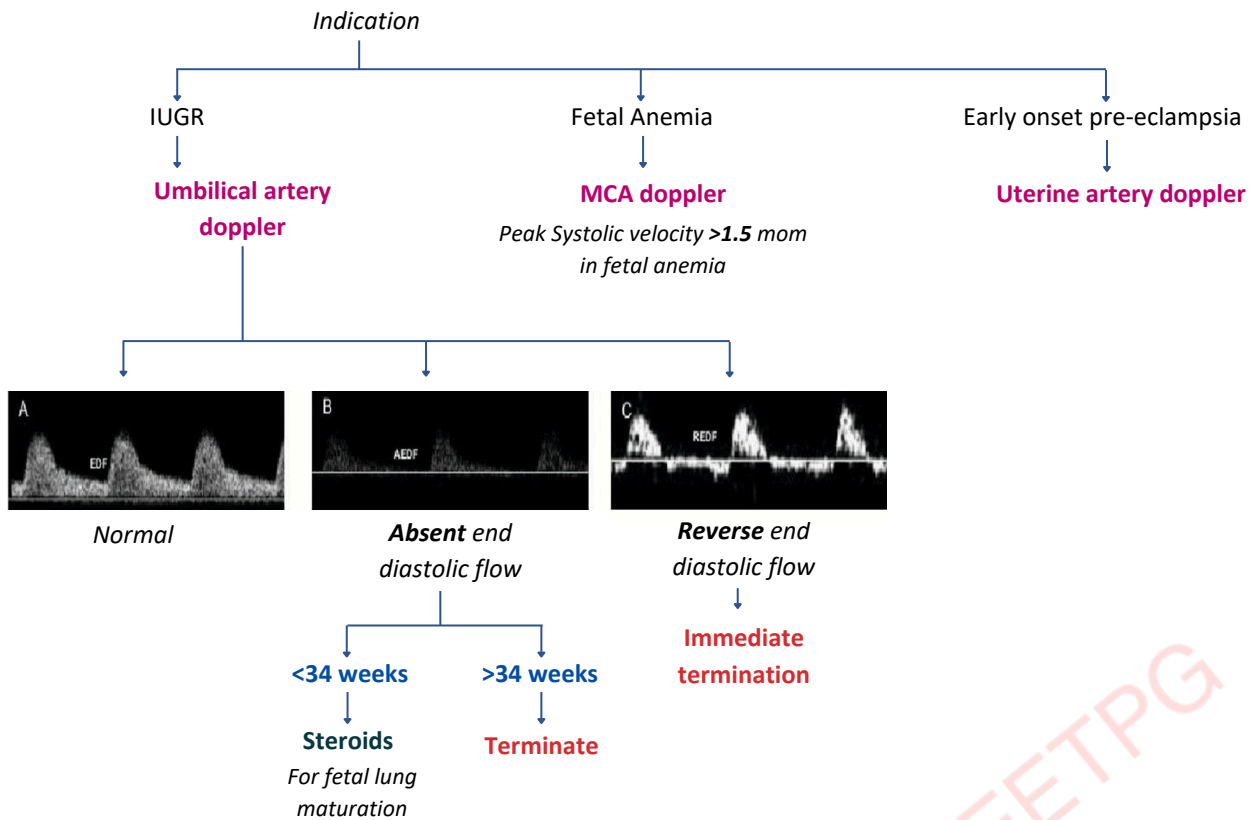 Indication
IUGR
Fetal Anemia
Early onset pre-eclampsia
Umbilical artery
doppler
MCA doppler
Peak Systolic velocity >1.5 mom
in fetal anemia
Uterine artery doppler
A
EDF
B
AEDF
C
REDF
Normal
Absent end
diastolic flow
Reverse end
diastolic flow
<34 weeks
>34 weeks
Immediate
termination
Steroids
For fetal lung
maturation
Terminate
EETPG